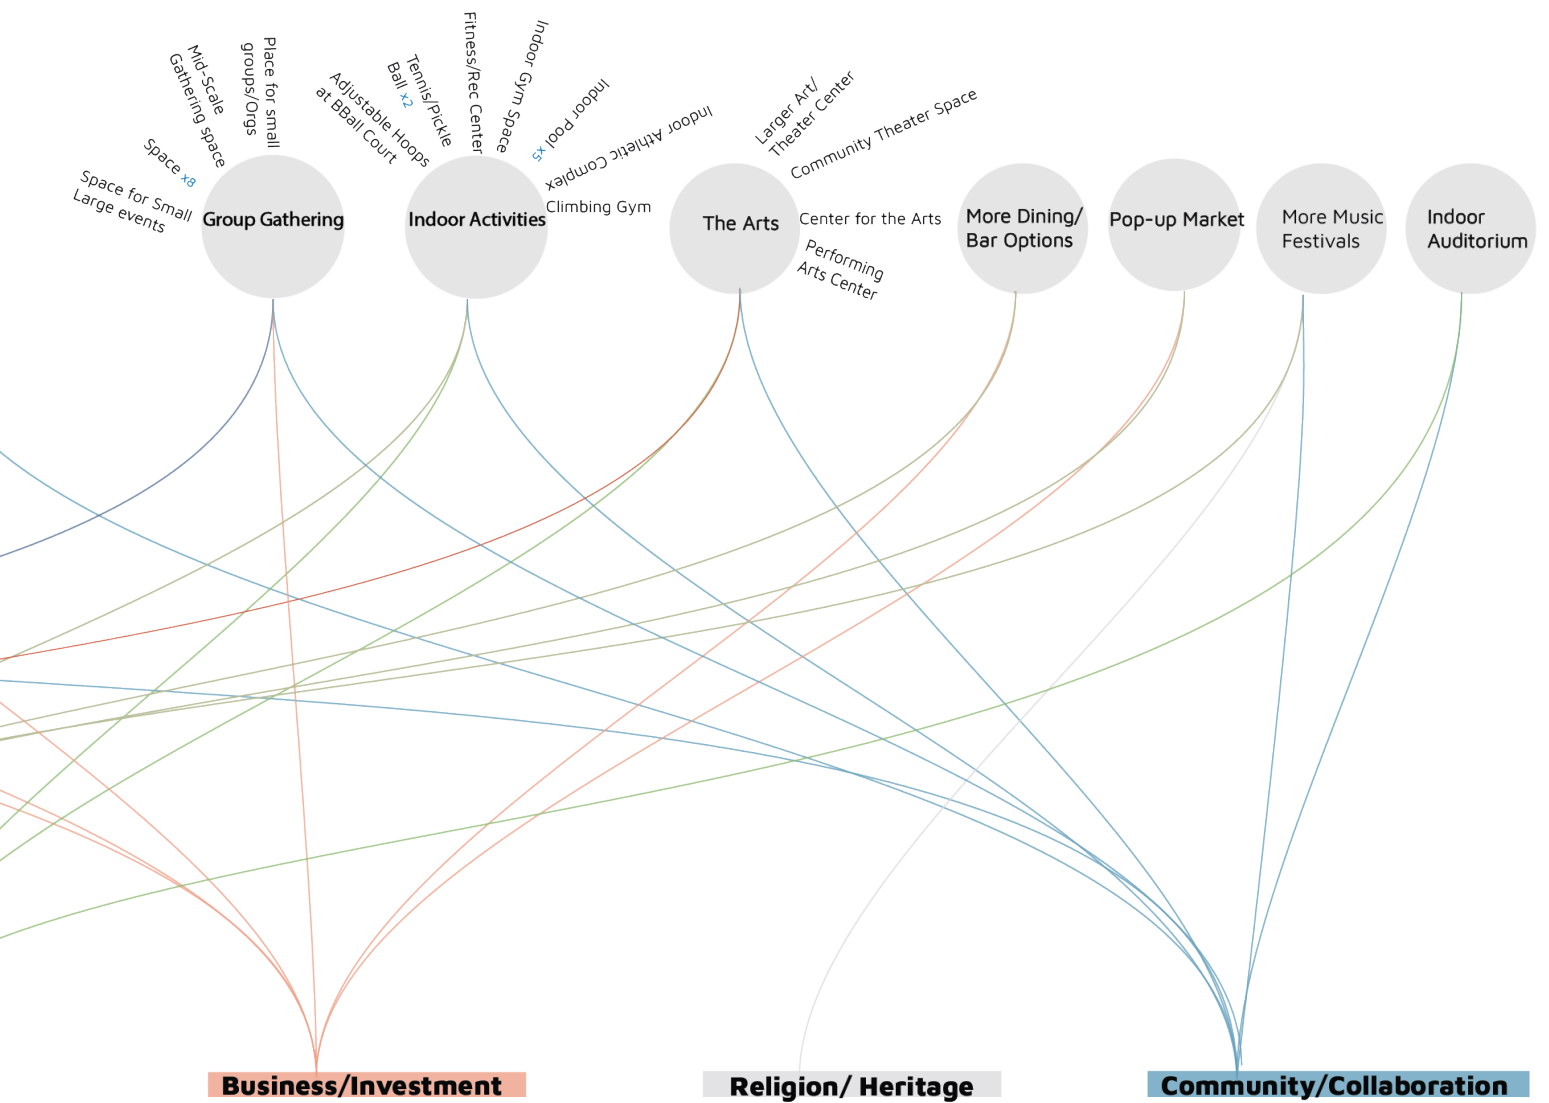 Space for Small
Large events
Space x8
Mid-Scale
Gathering space
Place for small
groups/Orgs
Group Gathering
Adjustable Hoops
at BBall Court
Tennis/Pickle
Ball x2
Fitness/Rec Center
Indoor Gym Space
Indoor Pool x5
Indoor Athletic Complex
Climbing Gym
Indoor Activities
Larger Art/
Theater Center
Community Theater Space
Center for the Arts
Performing
Arts Center
The Arts
More Dining/
Bar Options
Pop-up Market
More Music
Festivals
Indoor
Auditorium
Business/Investment
Religion/ Heritage
Community/Collaboration